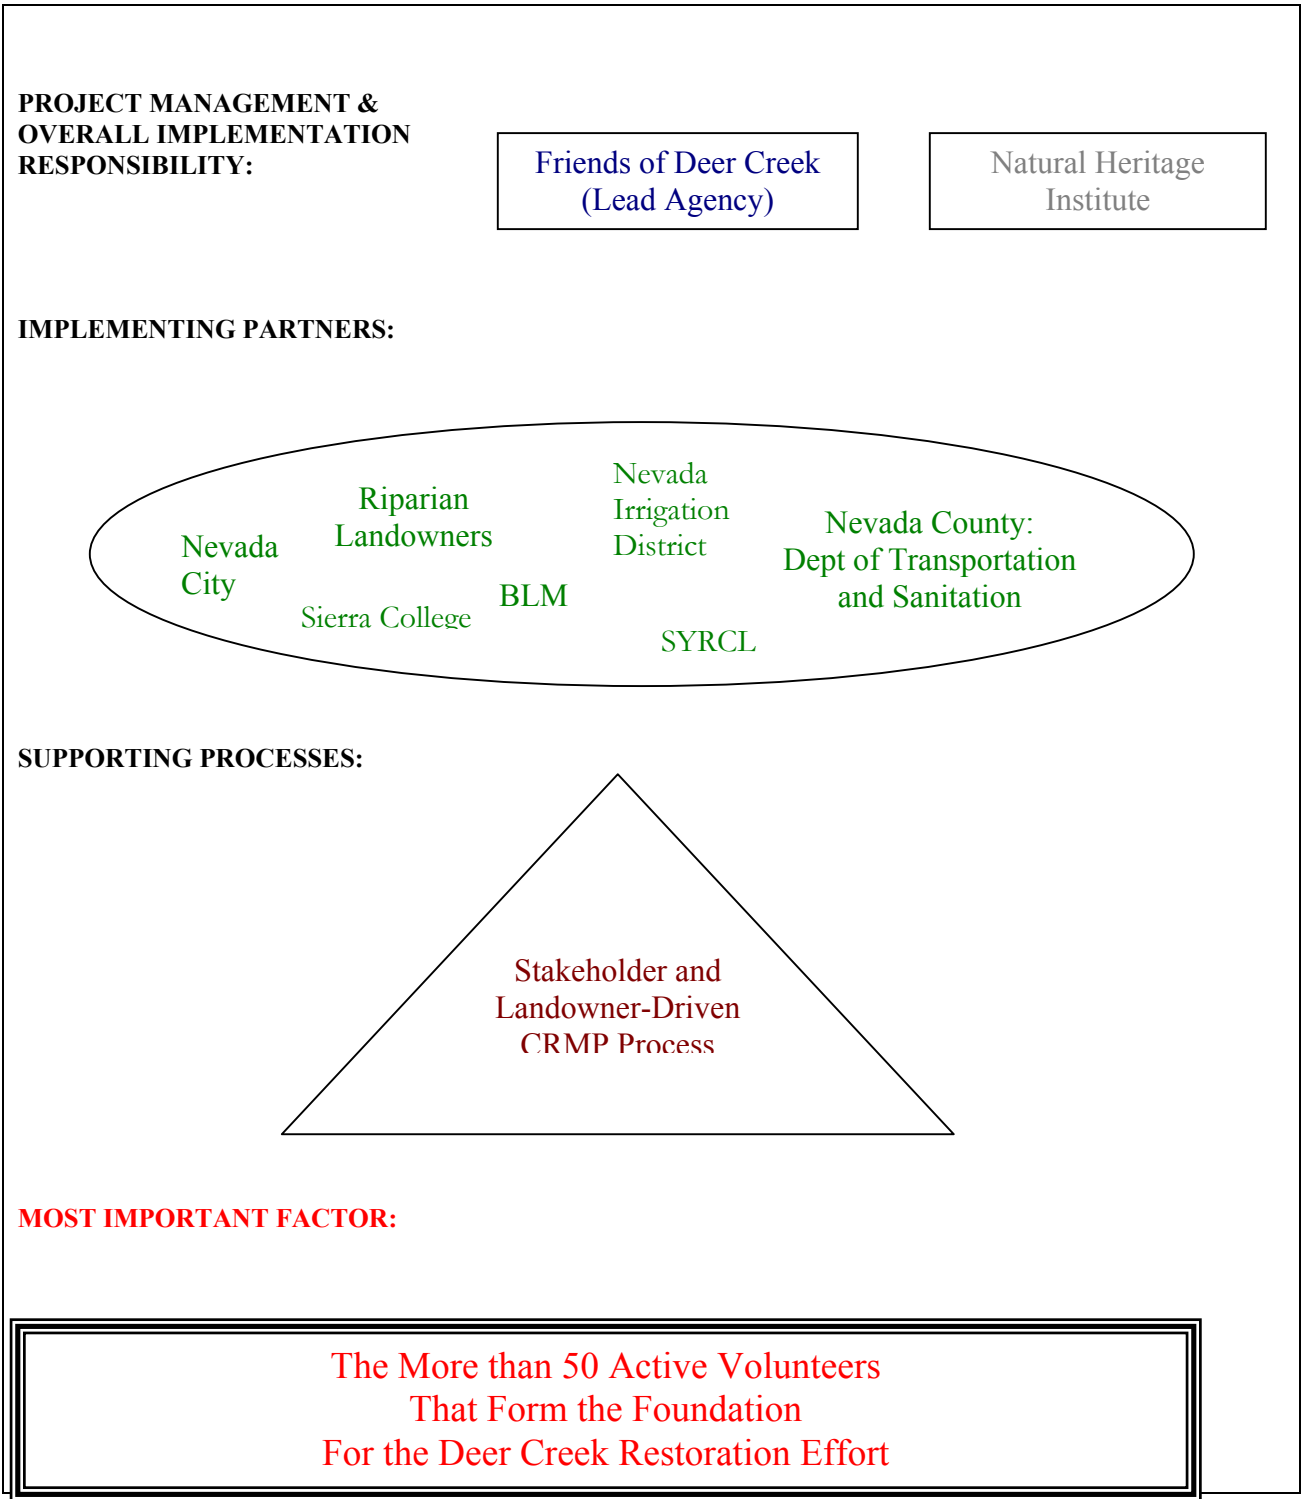 PROJECT MANAGEMENT &
OVERALL IMPLEMENTATION
RESPONSIBILITY:
Friends of Deer Creek
(Lead Agency)
Natural Heritage
Institute
IMPLEMENTING PARTNERS:
Nevada
City
Riparian
Landowners
Sierra College
BLM
Nevada
Irrigation
District
SYRCL
Nevada County:
Dept of Transportation
and Sanitation
SUPPORTING PROCESSES:
Stakeholder and
Landowner-Driven
CRMP Process
MOST IMPORTANT FACTOR:
The More than 50 Active Volunteers
That Form the Foundation
For the Deer Creek Restoration Effort